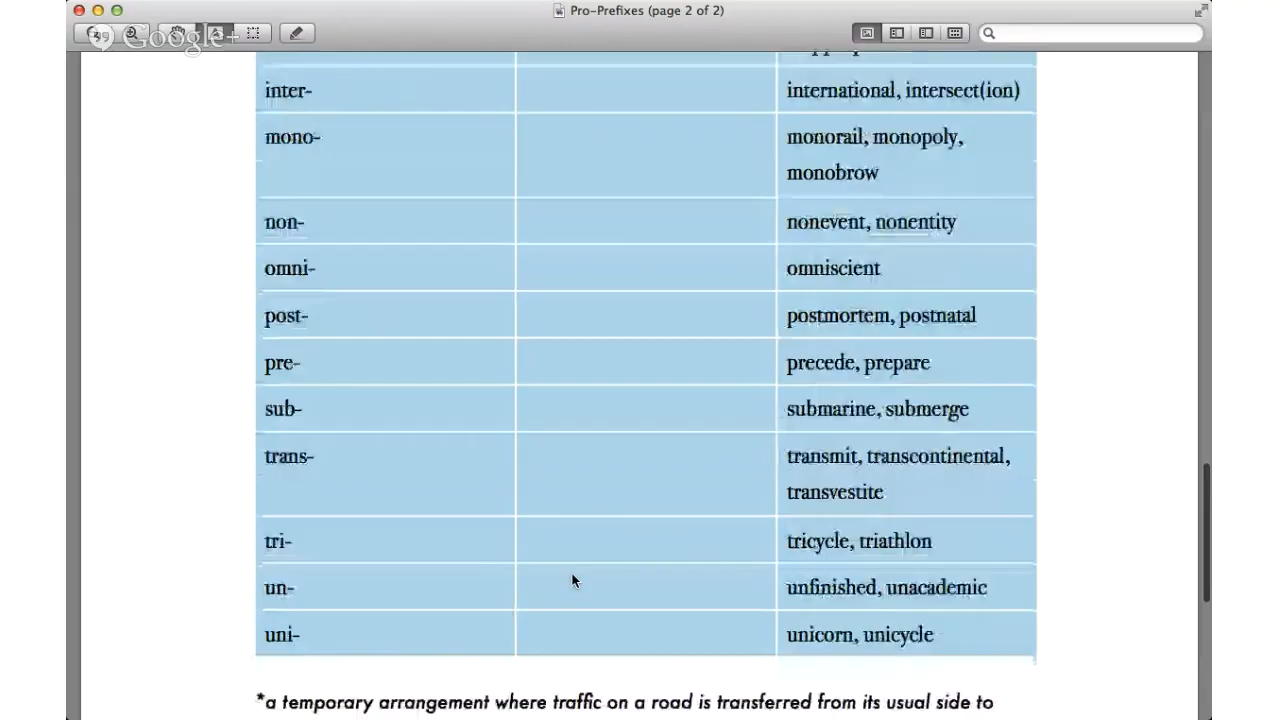 Pro-Prefixes (page 2 of 2)
Google+
inter- international, intersect(ion)
mono- monorail, monopoly,
monobrow
non- nonevent, nonentity
omni- omniscient
post- postmortem, postnatal
pre- precede, prepare
sub- submarine, submerge
trans- transmit, transcontinental,
transvestite
tri- tricycle, triathlon
un- unfinished, unacademic
uni- unicorn, unicycle
*a temporary arrangement where traffic on a road is transferred from its usual side to